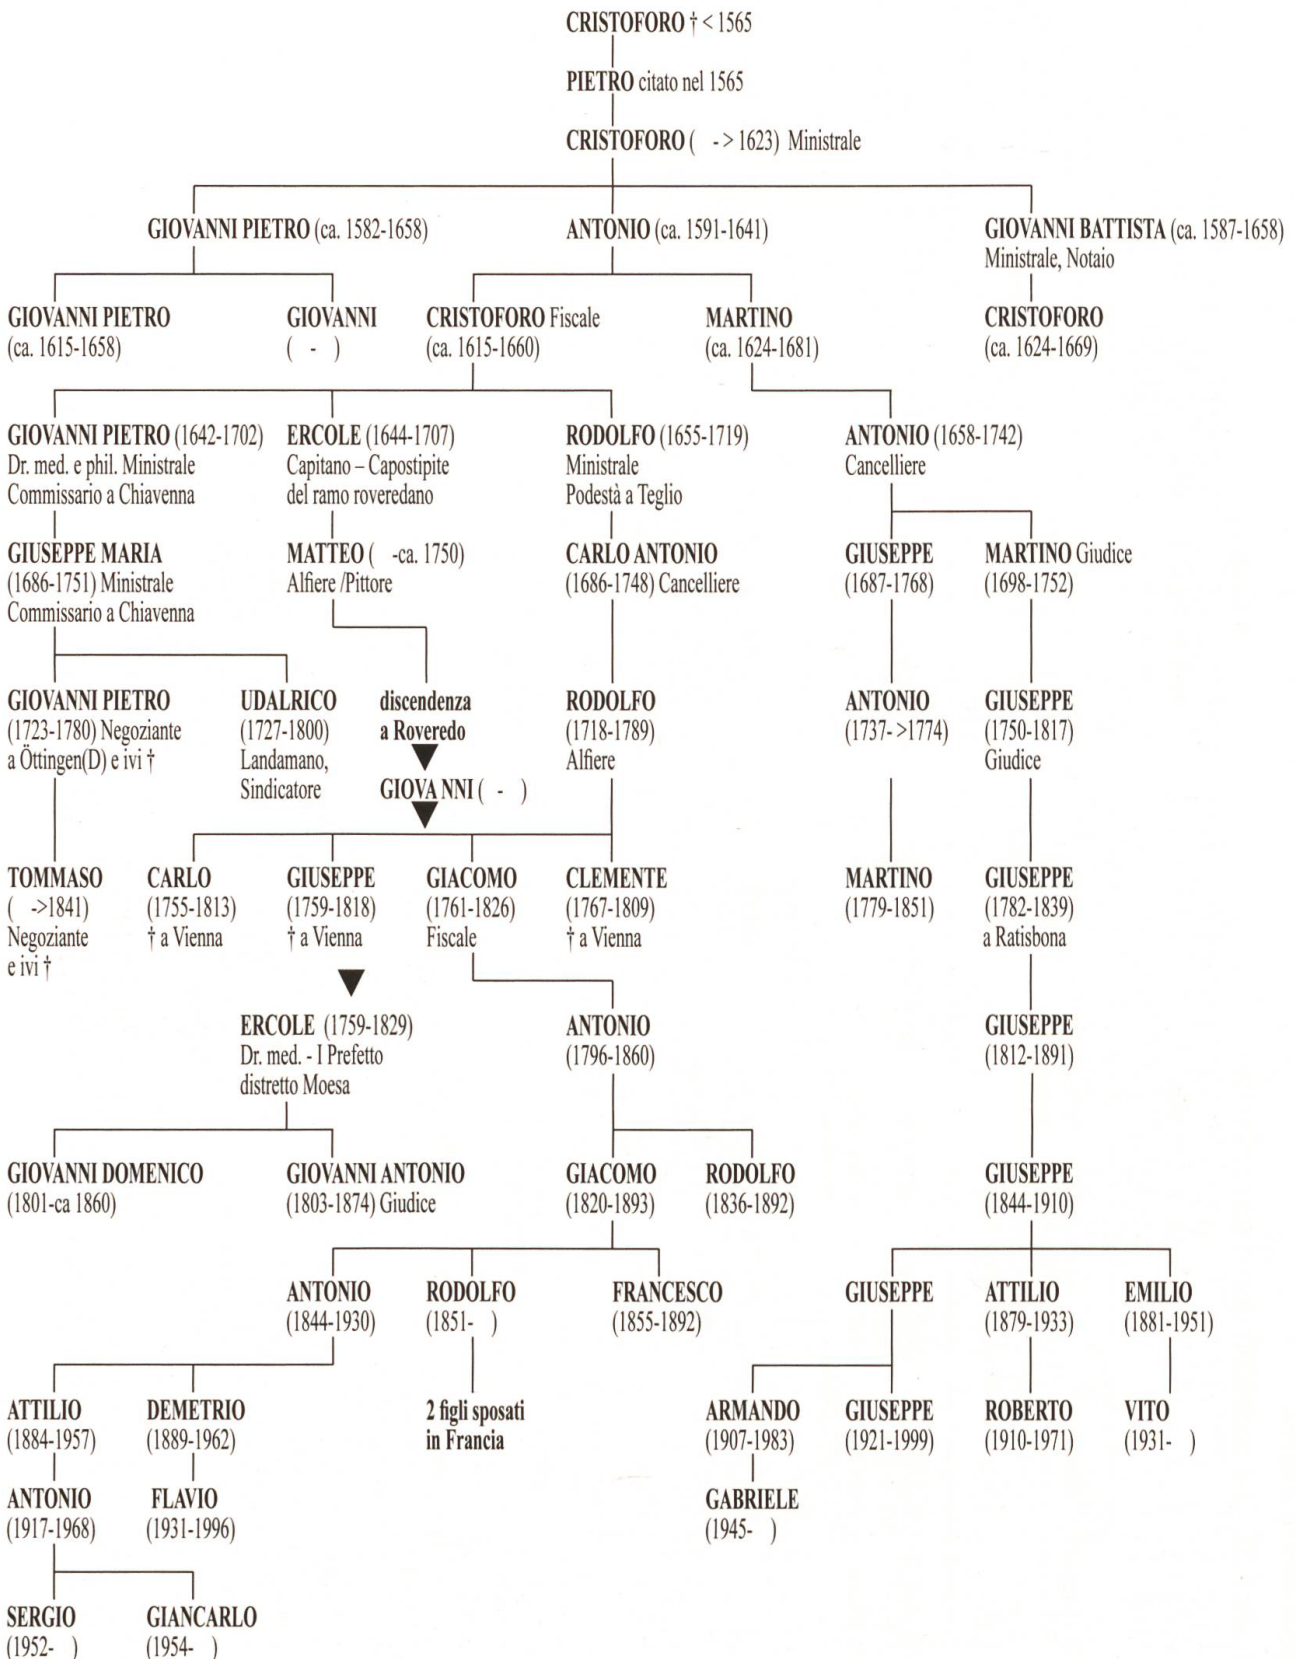 CRISTOFORO † < 1565
PIETRO citato nel 1565
CRISTOFORO ( - > 1623) Ministrale
GIOVANNI PIETRO (ca. 1582-1658)
ANTONIO (ca. 1591-1641)
GIOVANNI BATTISTA (ca. 1587-1658)
Ministrale, Notaio
GIOVANNI PIETRO
(ca. 1615-1658)
GIOVANNI
( - )
CRISTOFORO Fiscale
(ca. 1615-1660)
MARTINO
(ca. 1624-1681)
CRISTOFORO
(ca. 1624-1669)
GIOVANNI PIETRO (1642-1702)
Dr. med. e phil. Ministrale
Commissario a Chiavenna
ERCOLE (1644-1707)
Capitano – Capostipite
del ramo roveredano
RODOLFO (1655-1719)
Ministrale
Podestà a Teglio
ANTONIO (1658-1742)
Cancelliere
GIUSEPPE MARIA
(1686-1751) Ministrale
Commissario a Chiavenna
MATTEO ( -ca. 1750)
Alfiere /Pittore
CARLO ANTONIO
(1686-1748) Cancelliere
GIUSEPPE
(1687-1768)
MARTINO Giudice
(1698-1752)
GIOVANNI PIETRO
(1723-1780) Negoziante
a Öttingen(D) e ivi †
UDALRICO
(1727-1800)
Landamano,
Sindicatore
discendenza
a Roveredo
GIOVANNI ( - )
RODOLFO
(1718-1789)
Alfiere
ANTONIO
(1737- >1774)
GIUSEPPE
(1750-1817)
Giudice
TOMMASO
( ->1841)
Negoziante
e ivi †
CARLO
(1755-1813)
† a Vienna
GIUSEPPE
(1759-1818)
† a Vienna
GIACOMO
(1761-1826)
Fiscale
CLEMENTE
(1767-1809)
† a Vienna
MARTINO
(1779-1851)
GIUSEPPE
(1782-1839)
a Ratisbona
ERCOLE (1759-1829)
Dr. med. - I Prefetto
distretto Moesa
ANTONIO
(1796-1860)
GIUSEPPE
(1812-1891)
GIOVANNI DOMENICO
(1801-ca 1860)
GIOVANNI ANTONIO
(1803-1874) Giudice
GIACOMO
(1820-1893)
RODOLFO
(1836-1892)
GIUSEPPE
(1844-1910)
ANTONIO
(1844-1930)
RODOLFO
(1851- )
FRANCESCO
(1855-1892)
GIUSEPPE
ATTILIO
(1879-1933)
EMILIO
(1881-1951)
ATTILIO
(1884-1957)
DEMETRIO
(1889-1962)
2 figli sposati
in Francia
ARMANDO
(1907-1983)
GIUSEPPE
(1921-1999)
ROBERTO
(1910-1971)
VITO
(1931- )
ANTONIO
(1917-1968)
FLAVIO
(1931-1996)
GABRIELE
(1945- )
SERGIO
(1952- )
GIANCARLO
(1954- )